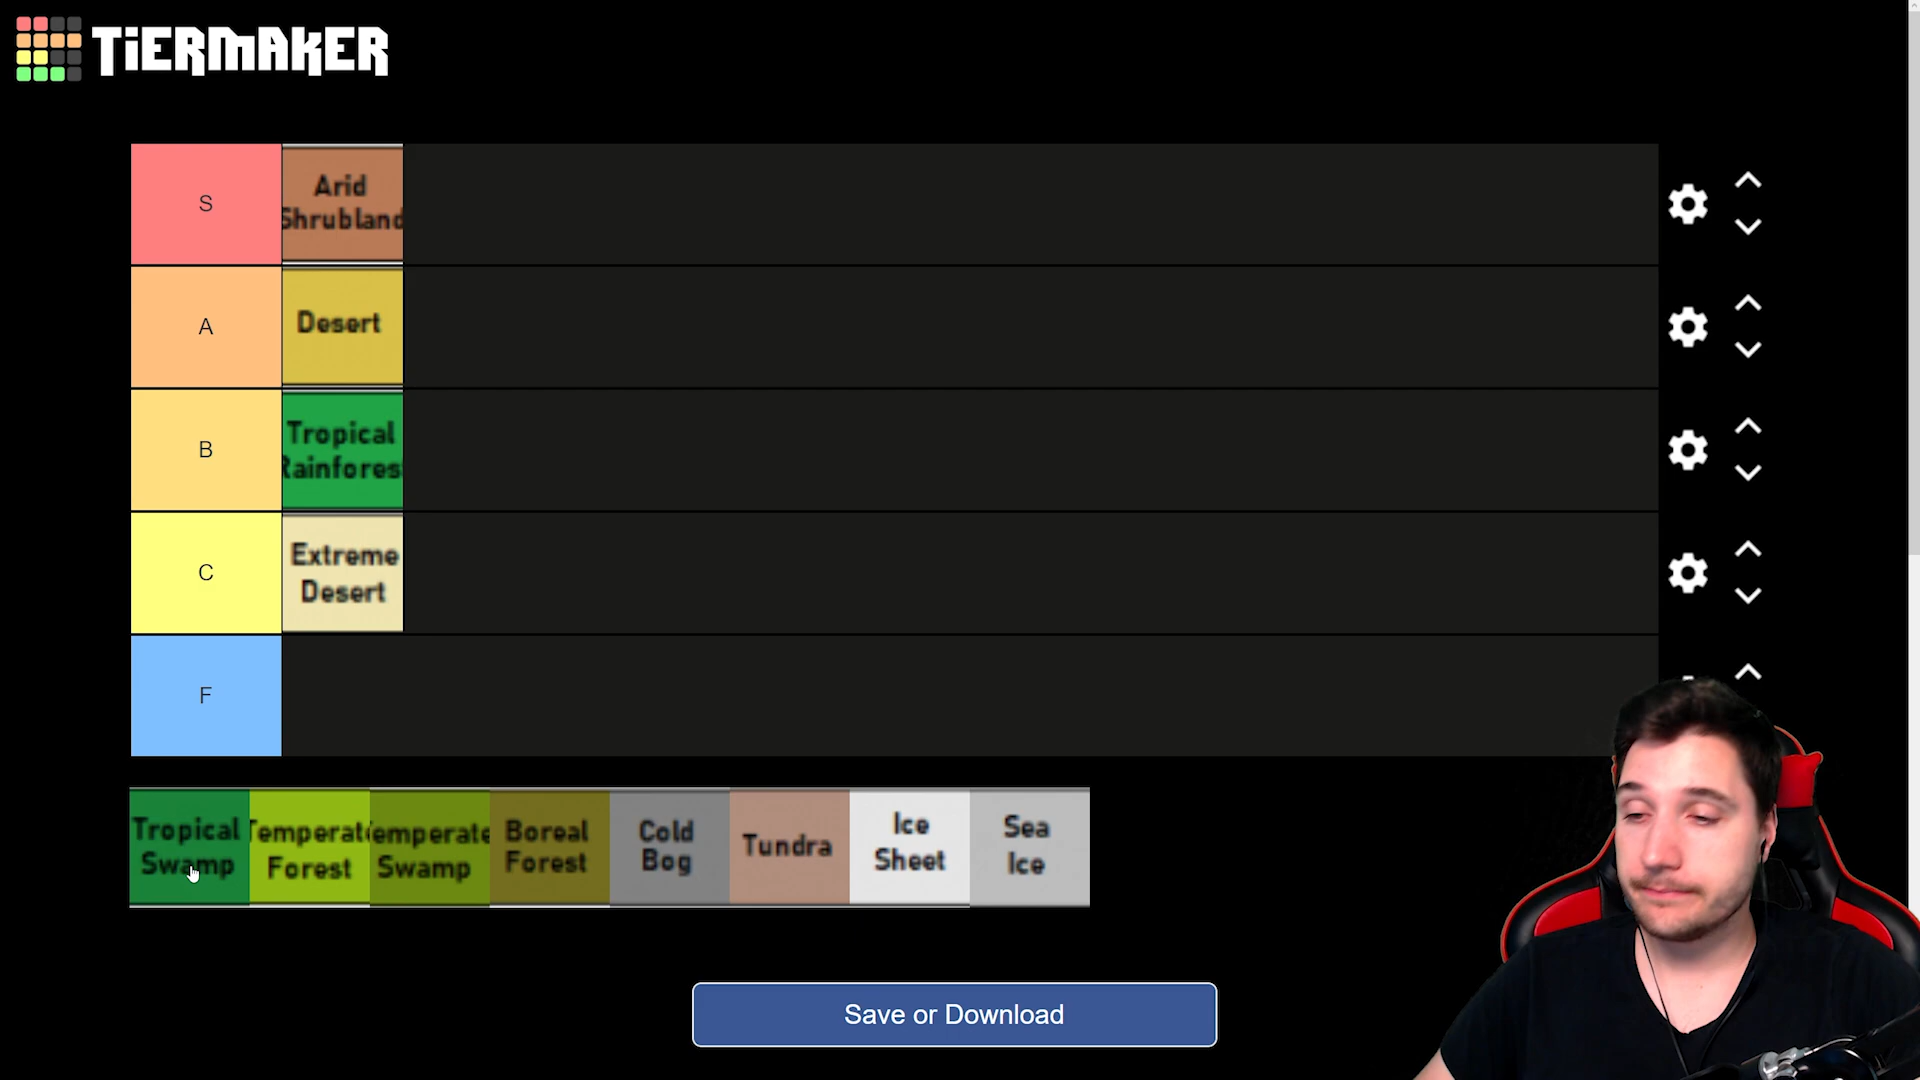 TiERMAKER
S
Arid
Shrubland
A
Desert
B
Tropical
Rainfores
C
Extreme
Desert
F
Tropical
Swamp
Temperat
Forest
emperate
Swamp
Boreal
Forest
Cold
Bog
Tundra
Ice
Sheet
Sea
Ice
Save or Download